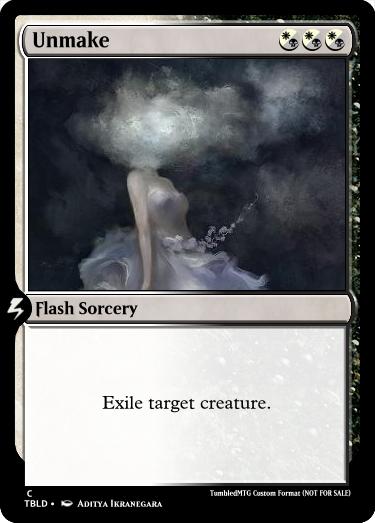 Unmake
Flash Sorcery
Exile target creature.
C
TBLD • Aditya Ikranegara
TumbledMTG Custom Format (NOT FOR SALE)